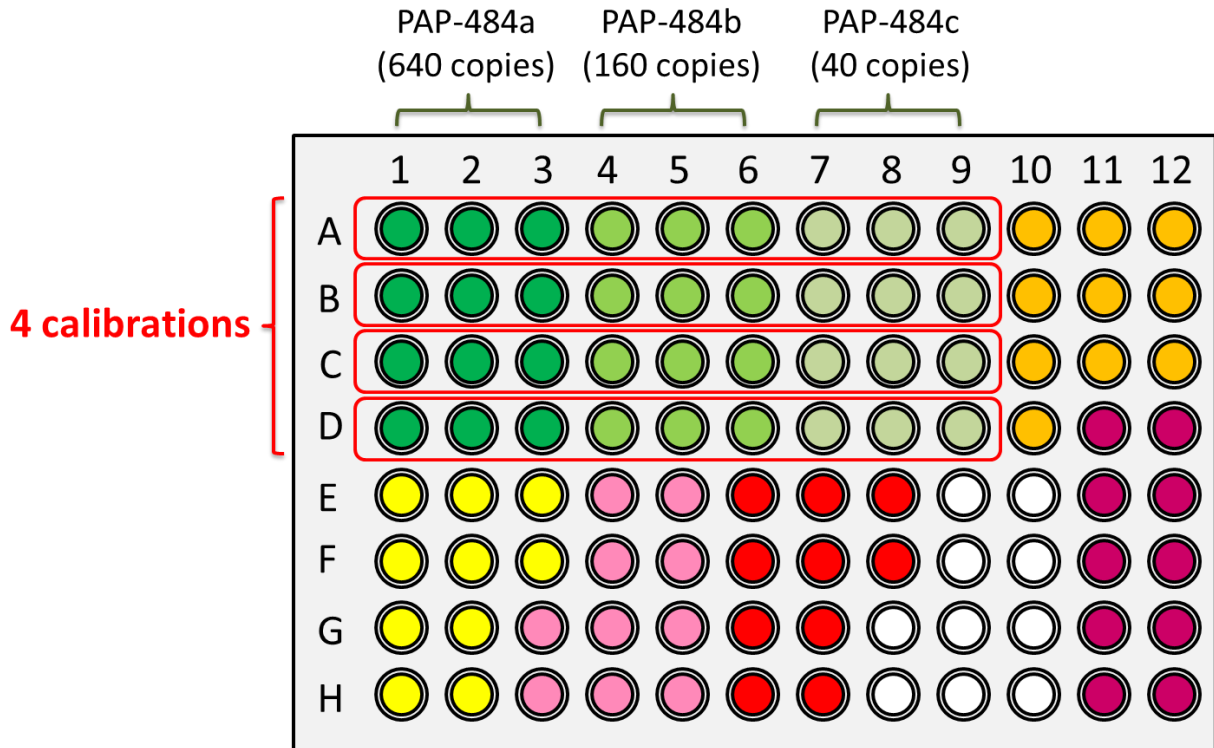 PAP-484a PAP-484b PAP-484c
(640 copies) (160 copies) (40 copies)
1 2 3 4 5 6 7 8 9 10 11 12
A
B
4 calibrations
C
D
E
F
G
H